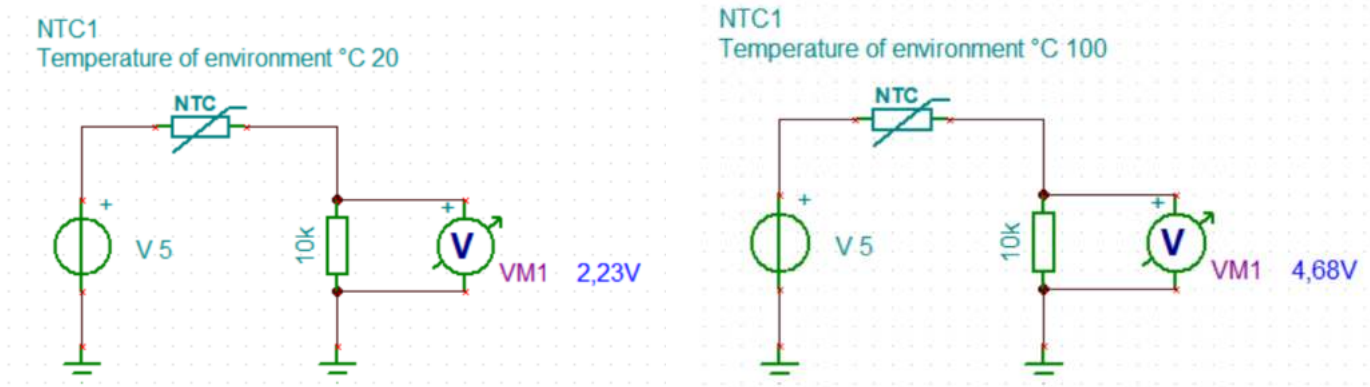 NTC1
Temperature of environment °C 20
NTC
+
V 5
10k
+
V
VM1 2,23V
NTC1
Temperature of environment °C 100
NTC
+
V 5
10k
+
V
VM1 4,68V